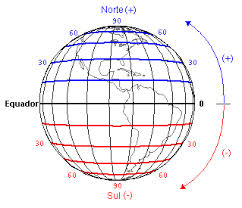 Norte (+)
90
60 60
30 30
(+)
Equador 0
30 30
(-)
60 60
90
Sul (-)